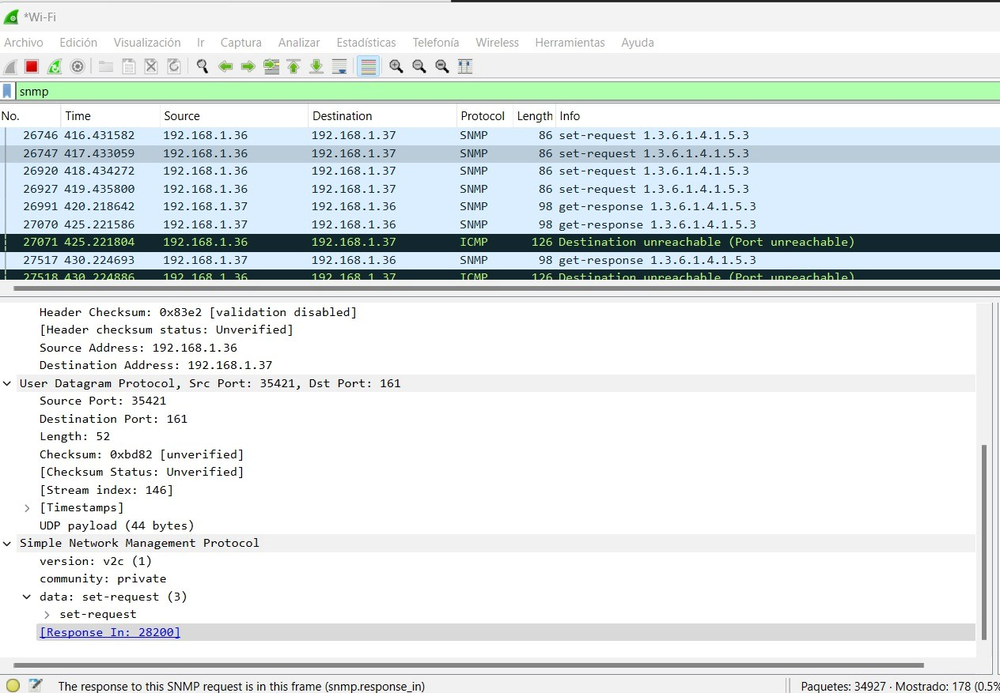 *Wi-Fi
Archivo Edición Visualización Ir Captura Analizar Estadísticas Telefonía Wireless Herramientas Ayuda
snmp
No. Time Source Destination Protocol Length Info
26746 416.431582 192.168.1.36 192.168.1.37 SNMP 86 set-request 1.3.6.1.4.1.5.3
26747 417.433059 192.168.1.36 192.168.1.37 SNMP 86 set-request 1.3.6.1.4.1.5.3
26920 418.434272 192.168.1.36 192.168.1.37 SNMP 86 set-request 1.3.6.1.4.1.5.3
26927 419.435800 192.168.1.36 192.168.1.37 SNMP 86 set-request 1.3.6.1.4.1.5.3
26991 420.218642 192.168.1.37 192.168.1.36 SNMP 98 get-response 1.3.6.1.4.1.5.3
27070 425.221586 192.168.1.37 192.168.1.36 SNMP 98 get-response 1.3.6.1.4.1.5.3
27071 425.221804 192.168.1.36 192.168.1.37 ICMP 126 Destination unreachable (Port unreachable)
27517 430.224693 192.168.1.37 192.168.1.36 SNMP 98 get-response 1.3.6.1.4.1.5.3
27518 430.224886 192.168.1.36 192.168.1.37 ICMP 126 Destination unreachable (Port unreachable)
Header Checksum: 0x83e2 [validation disabled]
[Header checksum status: Unverified]
Source Address: 192.168.1.36
Destination Address: 192.168.1.37
User Datagram Protocol, Src Port: 35421, Dst Port: 161
Source Port: 35421
Destination Port: 161
Length: 52
Checksum: 0xbd82 [unverified]
[Checksum Status: Unverified]
[Stream index: 146]
[Timestamps]
UDP payload (44 bytes)
Simple Network Management Protocol
version: v2c (1)
community: private
data: set-request (3)
set-request
[Response In: 28200]
The response to this SNMP request is in this frame (snmp.response_in) Paquetes: 34927 · Mostrado: 178 (0.5%